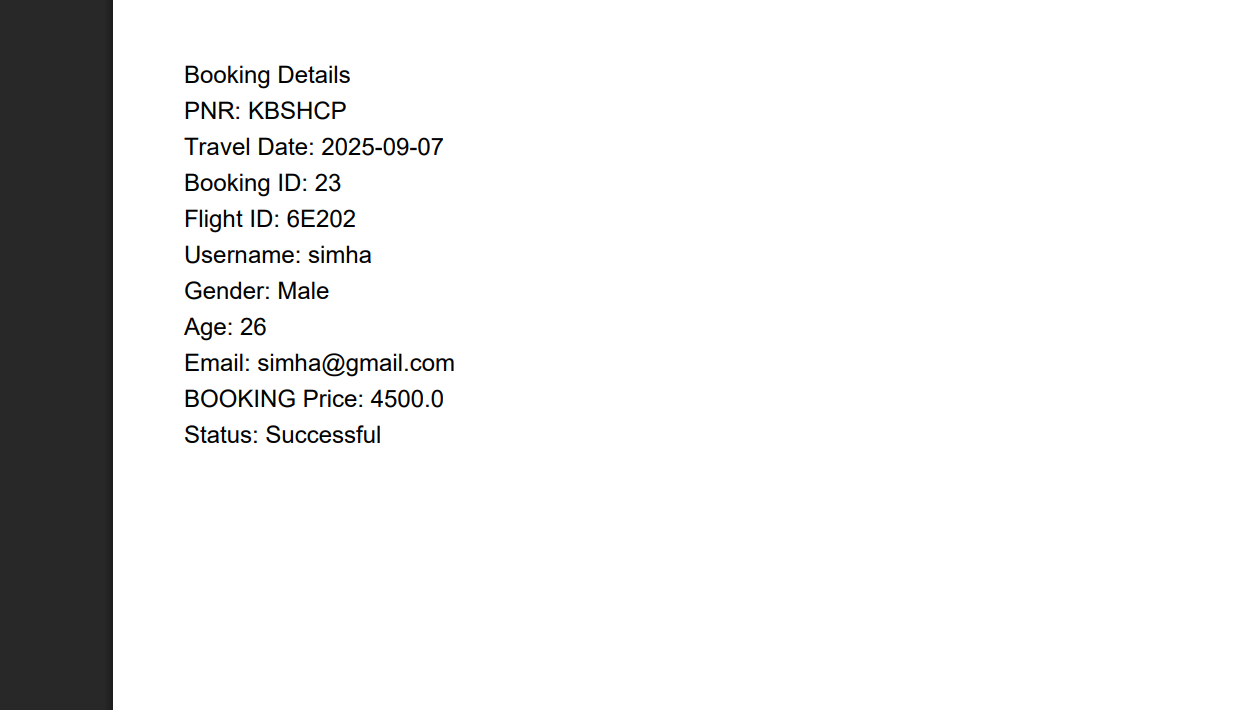 Booking Details
PNR: KBSHCP
Travel Date: 2025-09-07
Booking ID: 23
Flight ID: 6E202
Username: simha
Gender: Male
Age: 26
Email: simha@gmail.com
BOOKING Price: 4500.0
Status: Successful